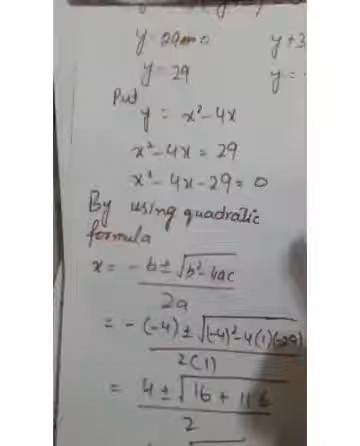 y = 29
y + 3
y = 29
y =
Put
y = x² - 4x
x² - 4x = 29
x² - 4x - 29 = 0
By using quadratic
formula
x = - b ± √b² - 4ac
2a
= - (-4) ± √(-4)² - 4(1)(-29)
2(1)
= 4 ± √16 + 116
2